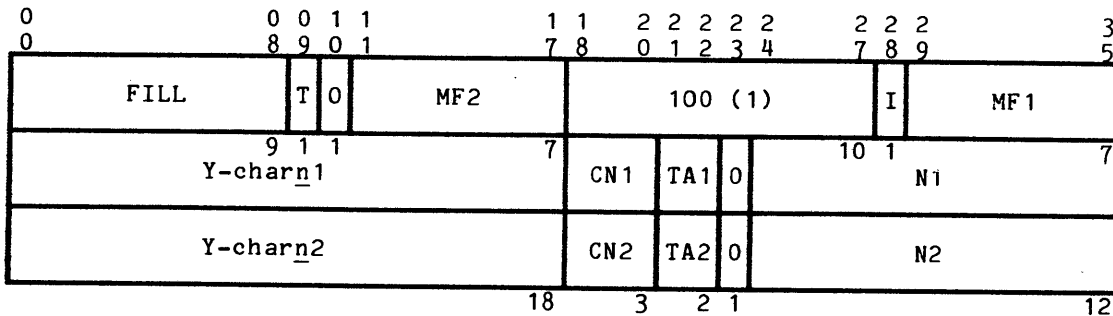 0 0 0 1 1 1 1 2 2 2 2 2 2 2 2 3
0 8 9 0 1 7 8 0 1 2 3 4 7 8 9 5
FILL T 0 MF2 100 (1) I MF1
9 1 1 7 10 1 7
Y-charn1 CN1 TA1 0 N1
Y-charn2 CN2 TA2 0 N2
18 3 2 1 12